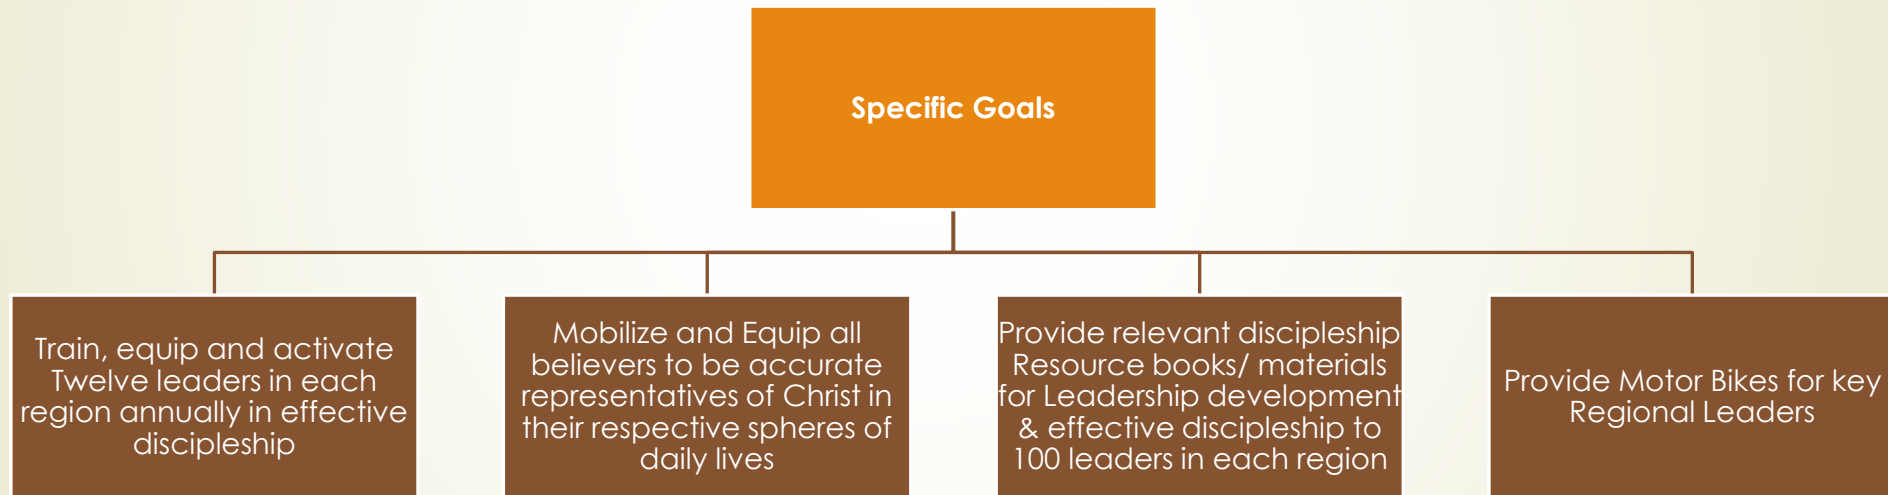 Specific Goals
Train, equip and activate
Twelve leaders in each
region annually in effective
discipleship
Mobilize and Equip all
believers to be accurate
representatives of Christ in
their respective spheres of
daily lives
Provide relevant discipleship
Resource books/ materials
for Leadership development
& effective discipleship to
100 leaders in each region
Provide Motor Bikes for key
Regional Leaders